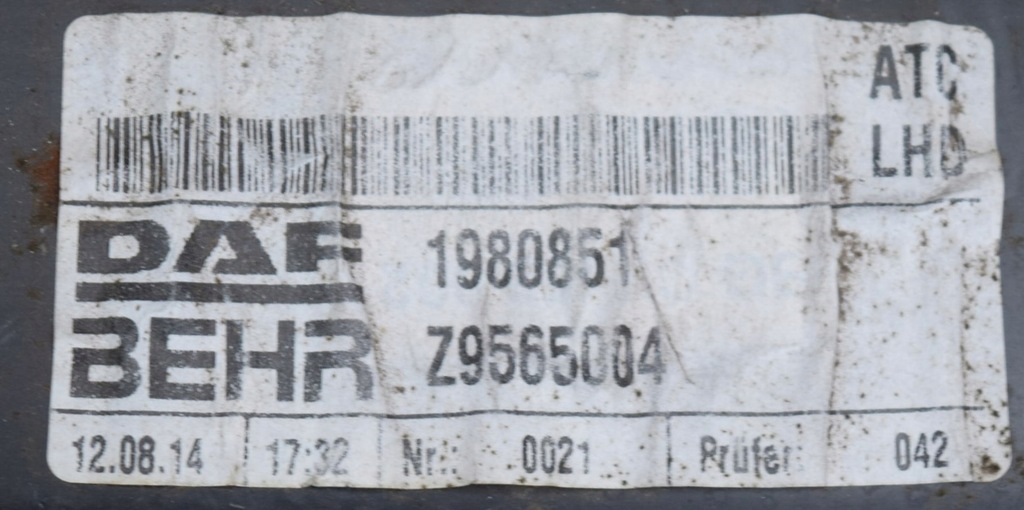 ATC
LHD
DAF 1980851
BEHR Z9565004
12.08.14 17:32 Nr.: 0021 Prüfer: 042